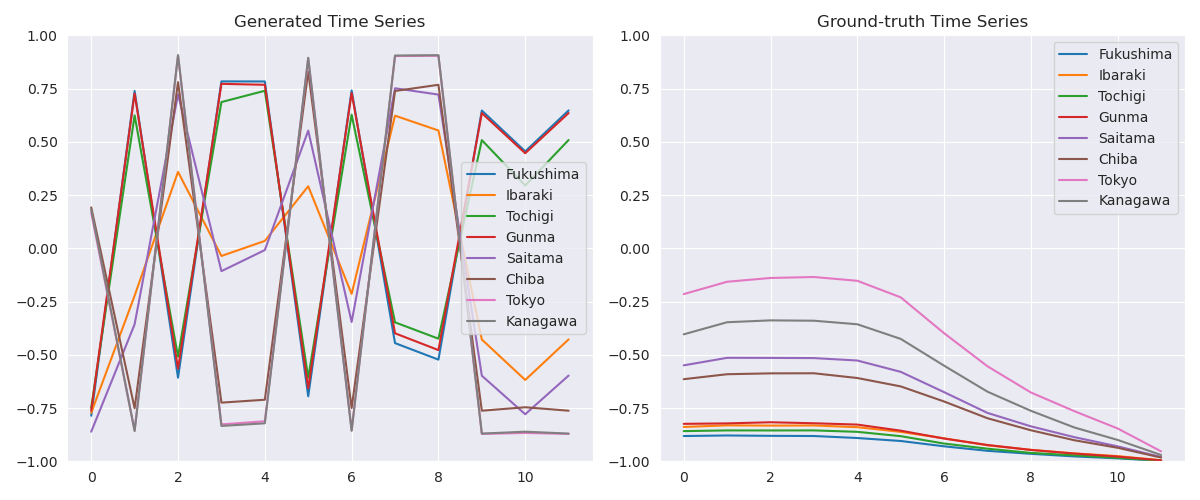 Generated Time Series
1.00
0.75
0.50
0.25
0.00
−0.25
−0.50
−0.75
−1.00
0 2 4 6 8 10
Fukushima
Ibaraki
Tochigi
Gunma
Saitama
Chiba
Tokyo
Kanagawa
Ground-truth Time Series
1.00
0.75
0.50
0.25
0.00
−0.25
−0.50
−0.75
−1.00
0 2 4 6 8 10
Fukushima
Ibaraki
Tochigi
Gunma
Saitama
Chiba
Tokyo
Kanagawa